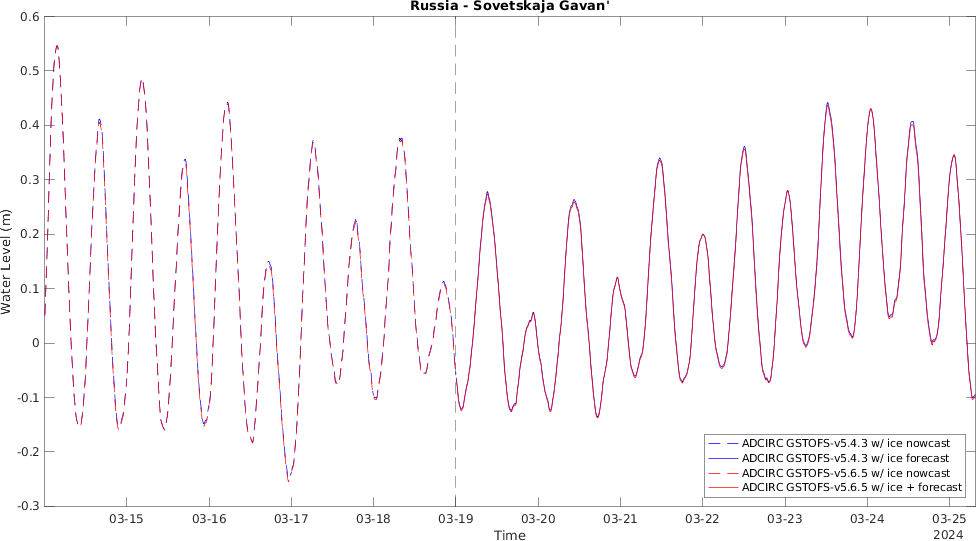 Russia - Sovetskaja Gavan'
0.6
0.5
0.4
0.3
0.2
0.1
0
-0.1
-0.2
-0.3
Water Level (m)
ADCIRC GSTOFS-v5.4.3 w/ ice nowcast
ADCIRC GSTOFS-v5.4.3 w/ ice forecast
ADCIRC GSTOFS-v5.6.5 w/ ice nowcast
ADCIRC GSTOFS-v5.6.5 w/ ice + forecast
03-15 03-16 03-17 03-18 03-19 03-20 03-21 03-22 03-23 03-24 03-25
2024
Time